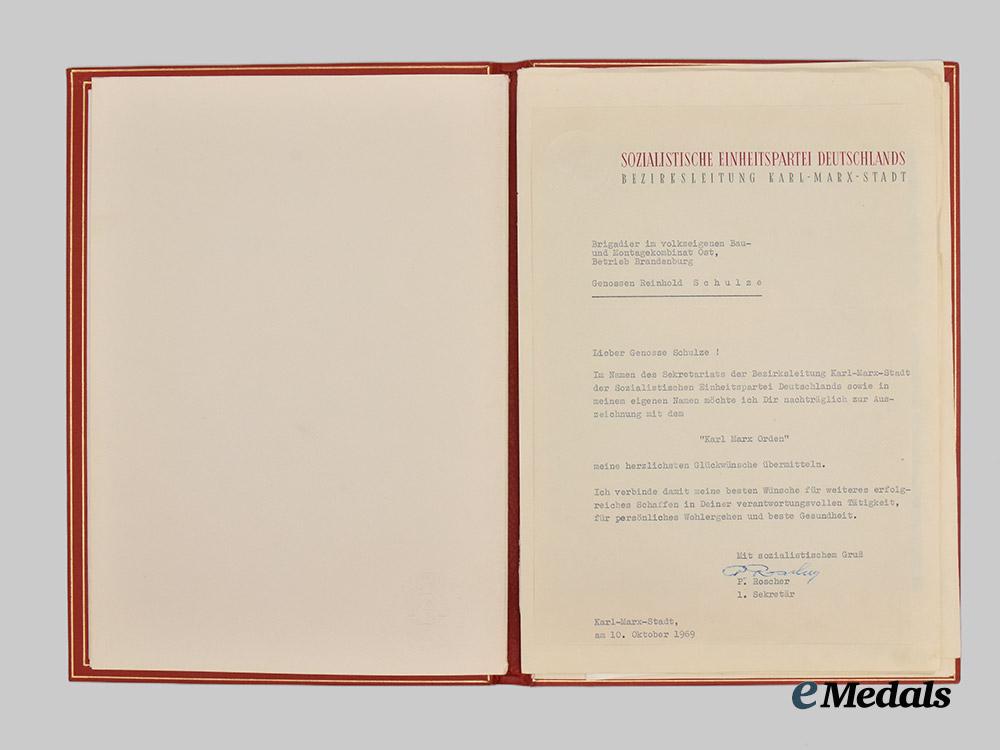 SOZIALISTISCHE EINHEITSPARTEI DEUTSCHLANDS
BEZIRKSLEITUNG KARL-MARX-STADT
Brigadier im volkseigenen Bau-
und Montagekombinat Ost,
Betrieb Brandenburg
Genossen Reinhold S c h u l z e
Lieber Genosse Schulze !
Im Namen des Sekretariats der Bezirksleitung Karl-Marx-Stadt
der Sozialistischen Einheitspartei Deutschlands sowie in
meinem eigenen Namen möchte ich Dir nachträglich zur Aus-
zeichnung mit dem
"Karl Marx Orden"
meine herzlichsten Glückwünsche übermitteln.
Ich verbinde damit meine besten Wünsche für weiteres erfolg-
reiches Schaffen in Deiner verantwortungsvollen Tätigkeit,
für persönliches Wohlergehen und beste Gesundheit.
Mit sozialistischem Gruß
P. Roscher
P. Roscher
1. Sekretär
Karl-Marx-Stadt,
am 10. Oktober 1969
eMedals